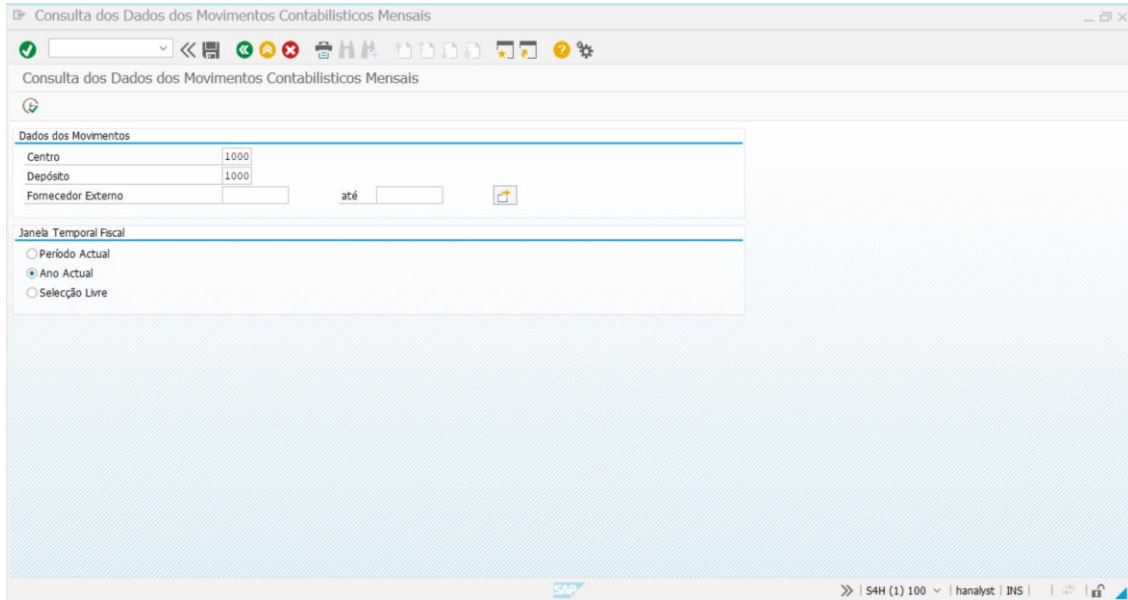 Consulta dos Dados dos Movimentos Contabilisticos Mensais
Consulta dos Dados dos Movimentos Contabilisticos Mensais
Dados dos Movimentos
Centro 1000
Depósito 1000
Fornecedor Externo até
Janela Temporal Fiscal
Período Actual
Ano Actual
Selecção Livre
SAP S4H (1) 100 hanalyst INS